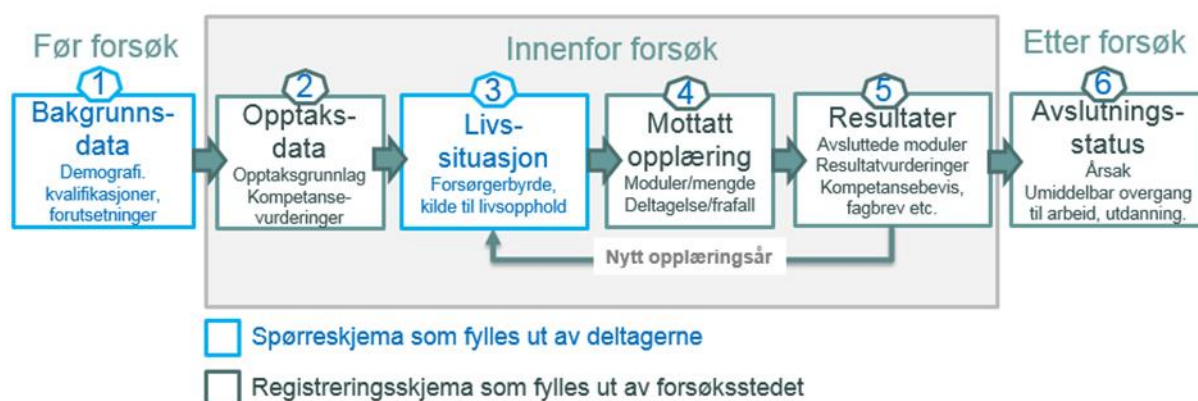 Før forsøk
Innenfor forsøk
Etter forsøk
1
Bakgrunns-
data
Demografi.
kvalifikasjoner,
forutsetninger
2
Opptaks-
data
Opptaksgrunnlag
Kompetanse-
vurderinger
3
Livs-
situasjon
Forsørgerbyrde,
kilde til livsopphold
4
Mottatt
opplæring
Moduler/mengde
Deltagelse/frafall
5
Resultater
Avsluttede moduler
Resultatvurderinger
Kompetansebevis,
fagbrev etc.
6
Avslutnings-
status
Årsak
Umiddelbar overgang
til arbeid, utdanning.
Nytt opplæringsår
Spørreskjema som fylles ut av deltagerne
Registreringsskjema som fylles ut av forsøksstedet